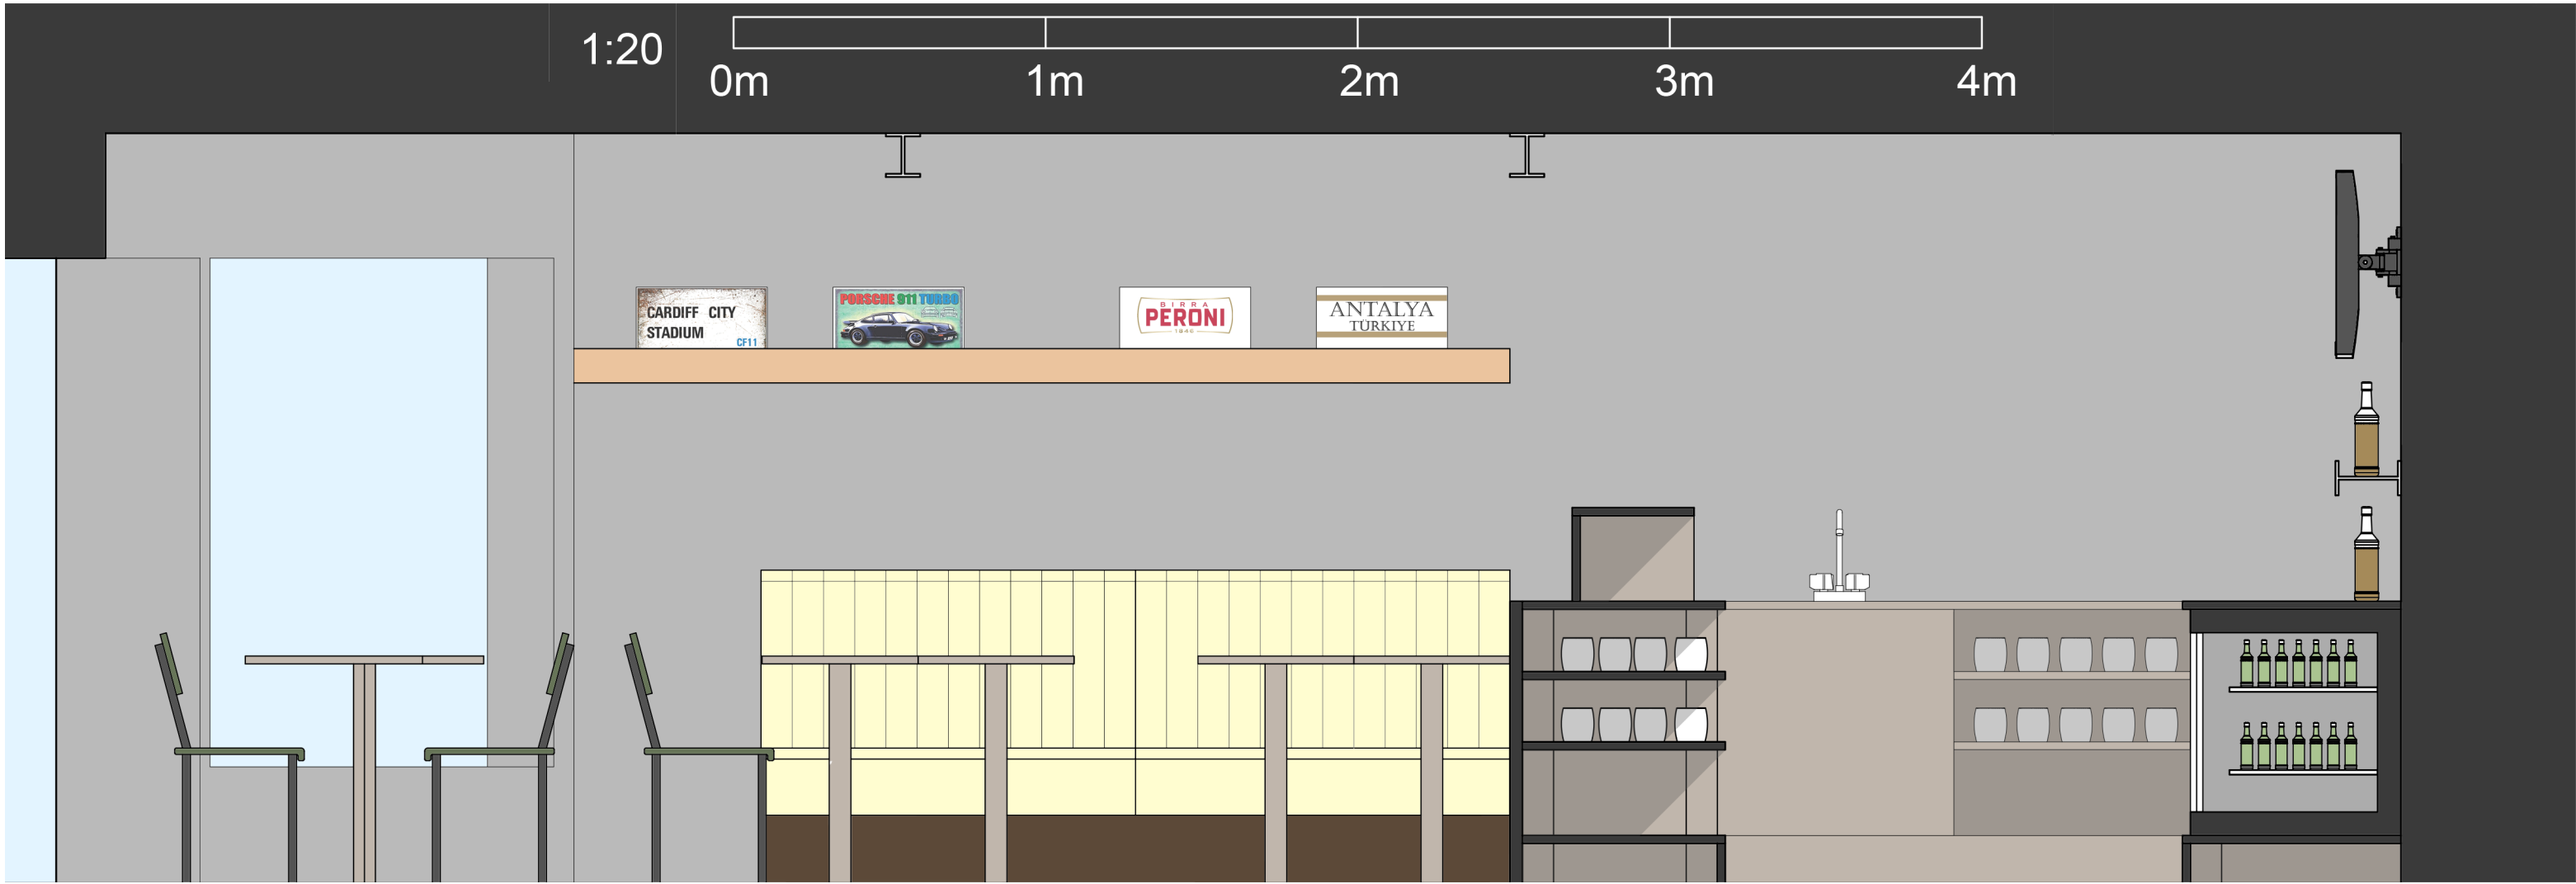 1:20
0m 1m 2m 3m 4m
CARDIFF CITY
STADIUM
CF11
PORSCHE 911 TURBO
BIRRA
PERONI
1846
ANTALYA
TÜRKIYE